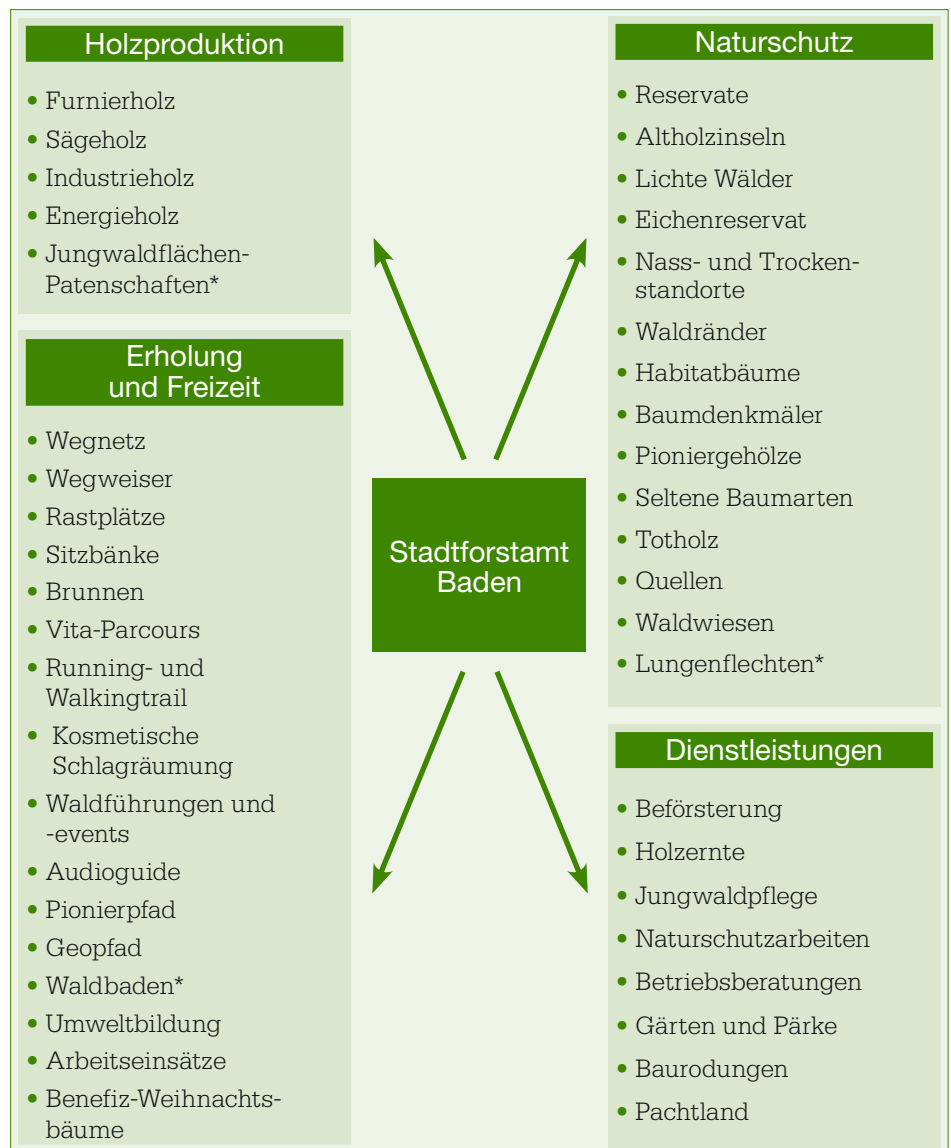 Holzproduktion
• Furnierholz
• Sägeholz
• Industrieholz
• Energieholz
• Jungwaldflächen-
Patenschaften*
Erholung
und Freizeit
• Wegnetz
• Wegweiser
• Rastplätze
• Sitzbänke
• Brunnen
• Vita-Parcours
• Running- und
Walkingtrail
• Kosmetische
Schlagräumung
• Waldführungen und
-events
• Audioguide
• Pionierpfad
• Geopfad
• Waldbaden*
• Umweltbildung
• Arbeitseinsätze
• Benefiz-Weihnachts-
bäume
Stadtforstamt
Baden
Naturschutz
• Reservate
• Altholzinseln
• Lichte Wälder
• Eichenreservat
• Nass- und Trocken-
standorte
• Waldränder
• Habitatbäume
• Baumdenkmäler
• Pioniergehölze
• Seltene Baumarten
• Totholz
• Quellen
• Waldwiesen
• Lungenflechten*
Dienstleistungen
• Beförsterung
• Holzernte
• Jungwaldpflege
• Naturschutzarbeiten
• Betriebsberatungen
• Gärten und Pärke
• Baurodungen
• Pachtland